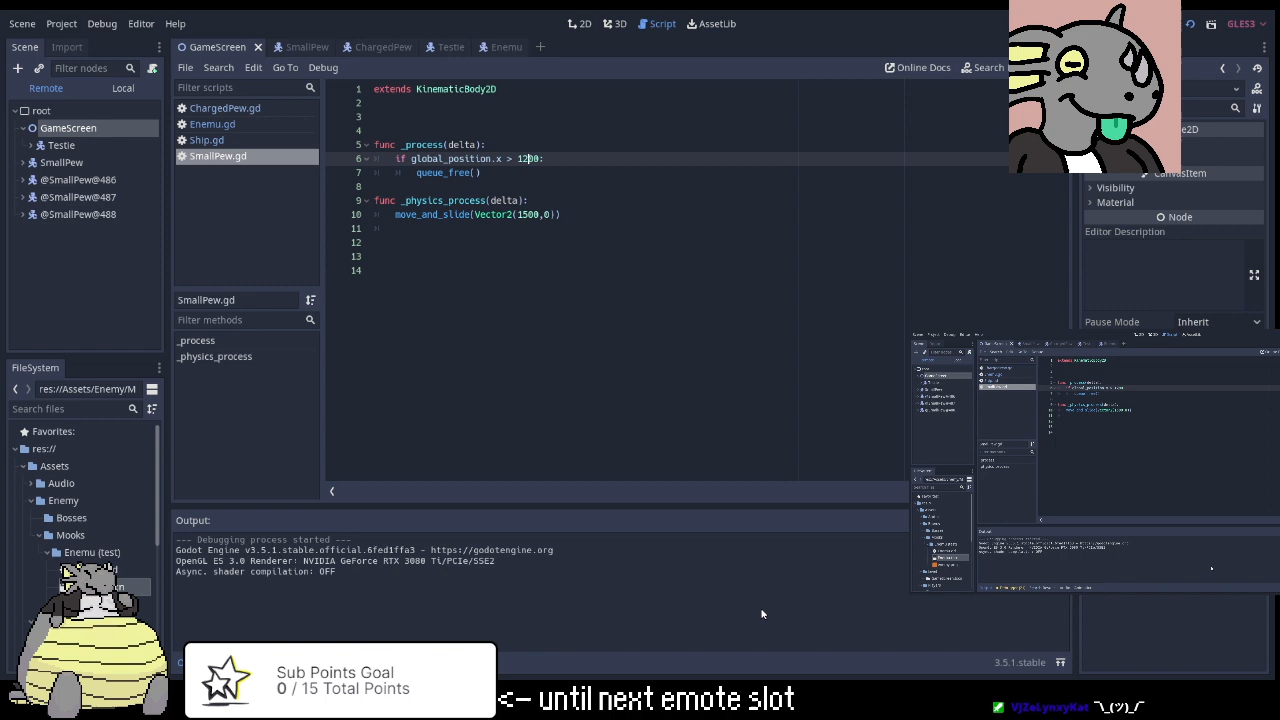 Scene Project Debug Editor Help
2D 3D Script AssetLib
GLES3
Scene Import
GameScreen SmallPew ChargedPew Testie Enemu
Filter nodes
File Search Edit Go To Debug
Online Docs Search
Remote Local
Filter scripts
root
GameScreen
Testie
SmallPew
@SmallPew@486
@SmallPew@487
@SmallPew@488
ChargedPew.gd
Enemu.gd
Ship.gd
SmallPew.gd
1 extends KinematicBody2D
2
3
4
5 func _process(delta):
6 if global_position.x > 1200:
7 queue_free()
8
9 func _physics_process(delta):
10 move_and_slide(Vector2(1500,0))
11
12
13
14
CanvasItem
Visibility
Material
Node
Editor Description
Pause Mode Inherit
SmallPew.gd
Filter methods
_process
_physics_process
FileSystem
res://Assets/Enemy/M
Search files
Favorites:
res://
Assets
Audio
Enemy
Bosses
Mooks
Enemu (test)
Output:
--- Debugging process started ---
Godot Engine v3.5.1.stable.official.6fed1ffa3 - https://godotengine.org
OpenGL ES 3.0 Renderer: NVIDIA GeForce RTX 3080 Ti/PCIe/SSE2
Async. shader compilation: OFF
3.5.1.stable
Sub Points Goal
0 / 15 Total Points
<- until next emote slot
VjZeLynxyKat ¯\_(ツ)_/¯